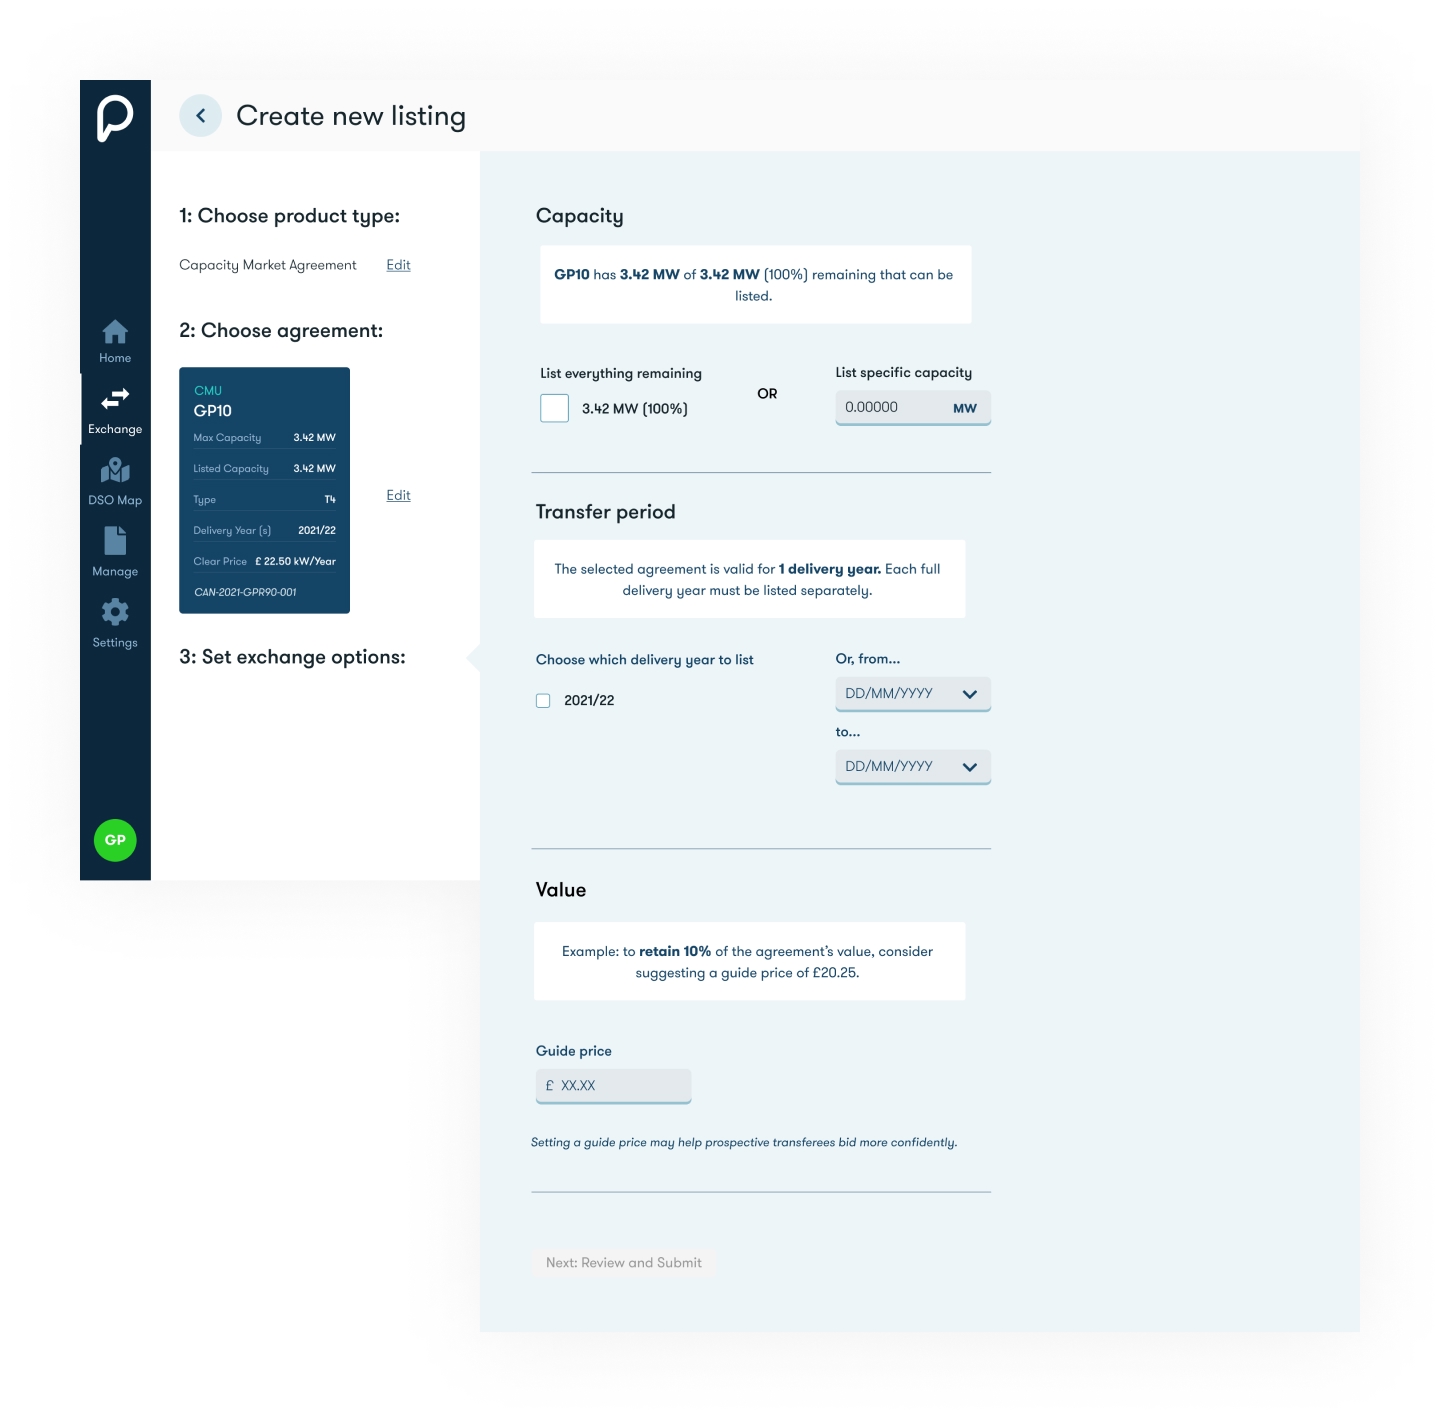 Create new listing
1: Choose product type:
Capacity Market Agreement Edit
2: Choose agreement:
CMU
GP10
Max Capacity 3.42 MW
Listed Capacity 3.42 MW
Type T4
Delivery Year (s) 2021/22
Clear Price £ 22.50 kW/Year
CAN-2021-GPR90-001
Edit
3: Set exchange options:
Home
Exchange
DSO Map
Manage
Settings
GP
Capacity
GP10 has 3.42 MW of 3.42 MW (100%) remaining that can be
listed.
List everything remaining
3.42 MW (100%)
OR
List specific capacity
0.00000 MW
Transfer period
The selected agreement is valid for 1 delivery year. Each full
delivery year must be listed separately.
Choose which delivery year to list
2021/22
Or, from...
DD/MM/YYYY
to...
DD/MM/YYYY
Value
Example: to retain 10% of the agreement’s value, consider
suggesting a guide price of £20.25.
Guide price
£ XX.XX
Setting a guide price may help prospective transferees bid more confidently.
Next: Review and Submit